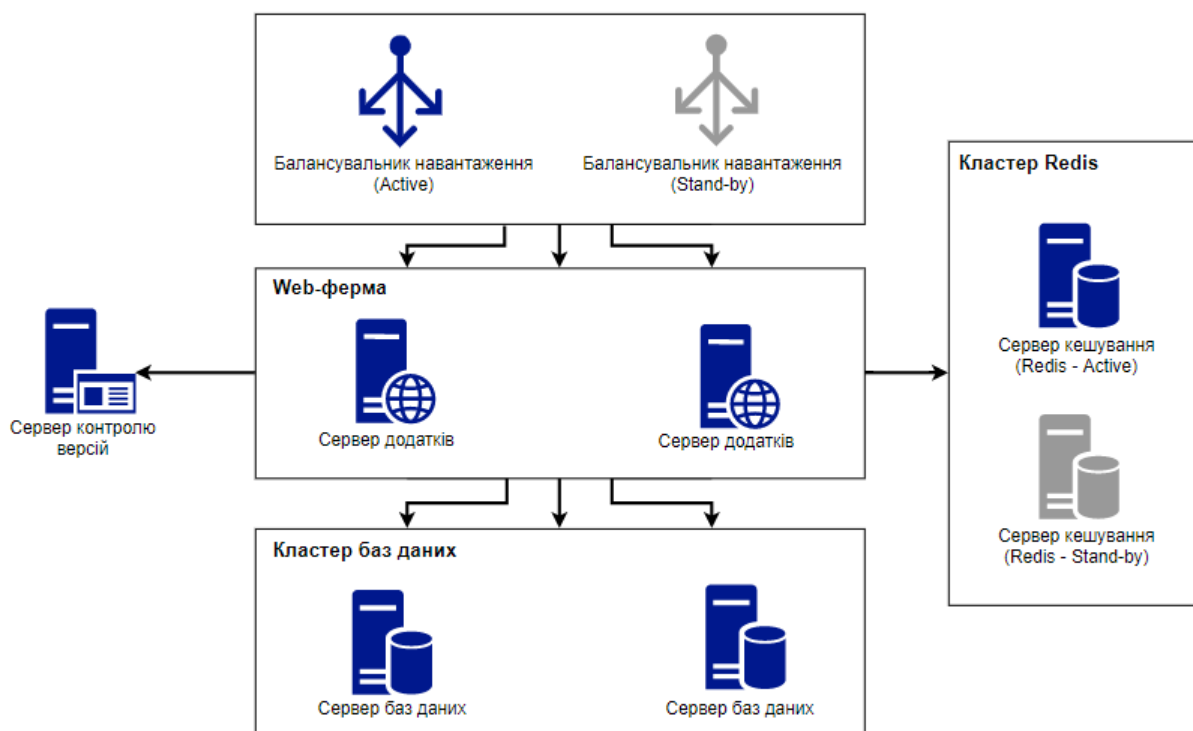 Балансувальник навантаження
(Active)
Балансувальник навантаження
(Stand-by)
Кластер Redis
Web-ферма
Сервер кешування
(Redis - Active)
Сервер контролю
версій
Сервер додатків
Сервер додатків
Сервер кешування
(Redis - Stand-by)
Кластер баз даних
Сервер баз даних
Сервер баз даних